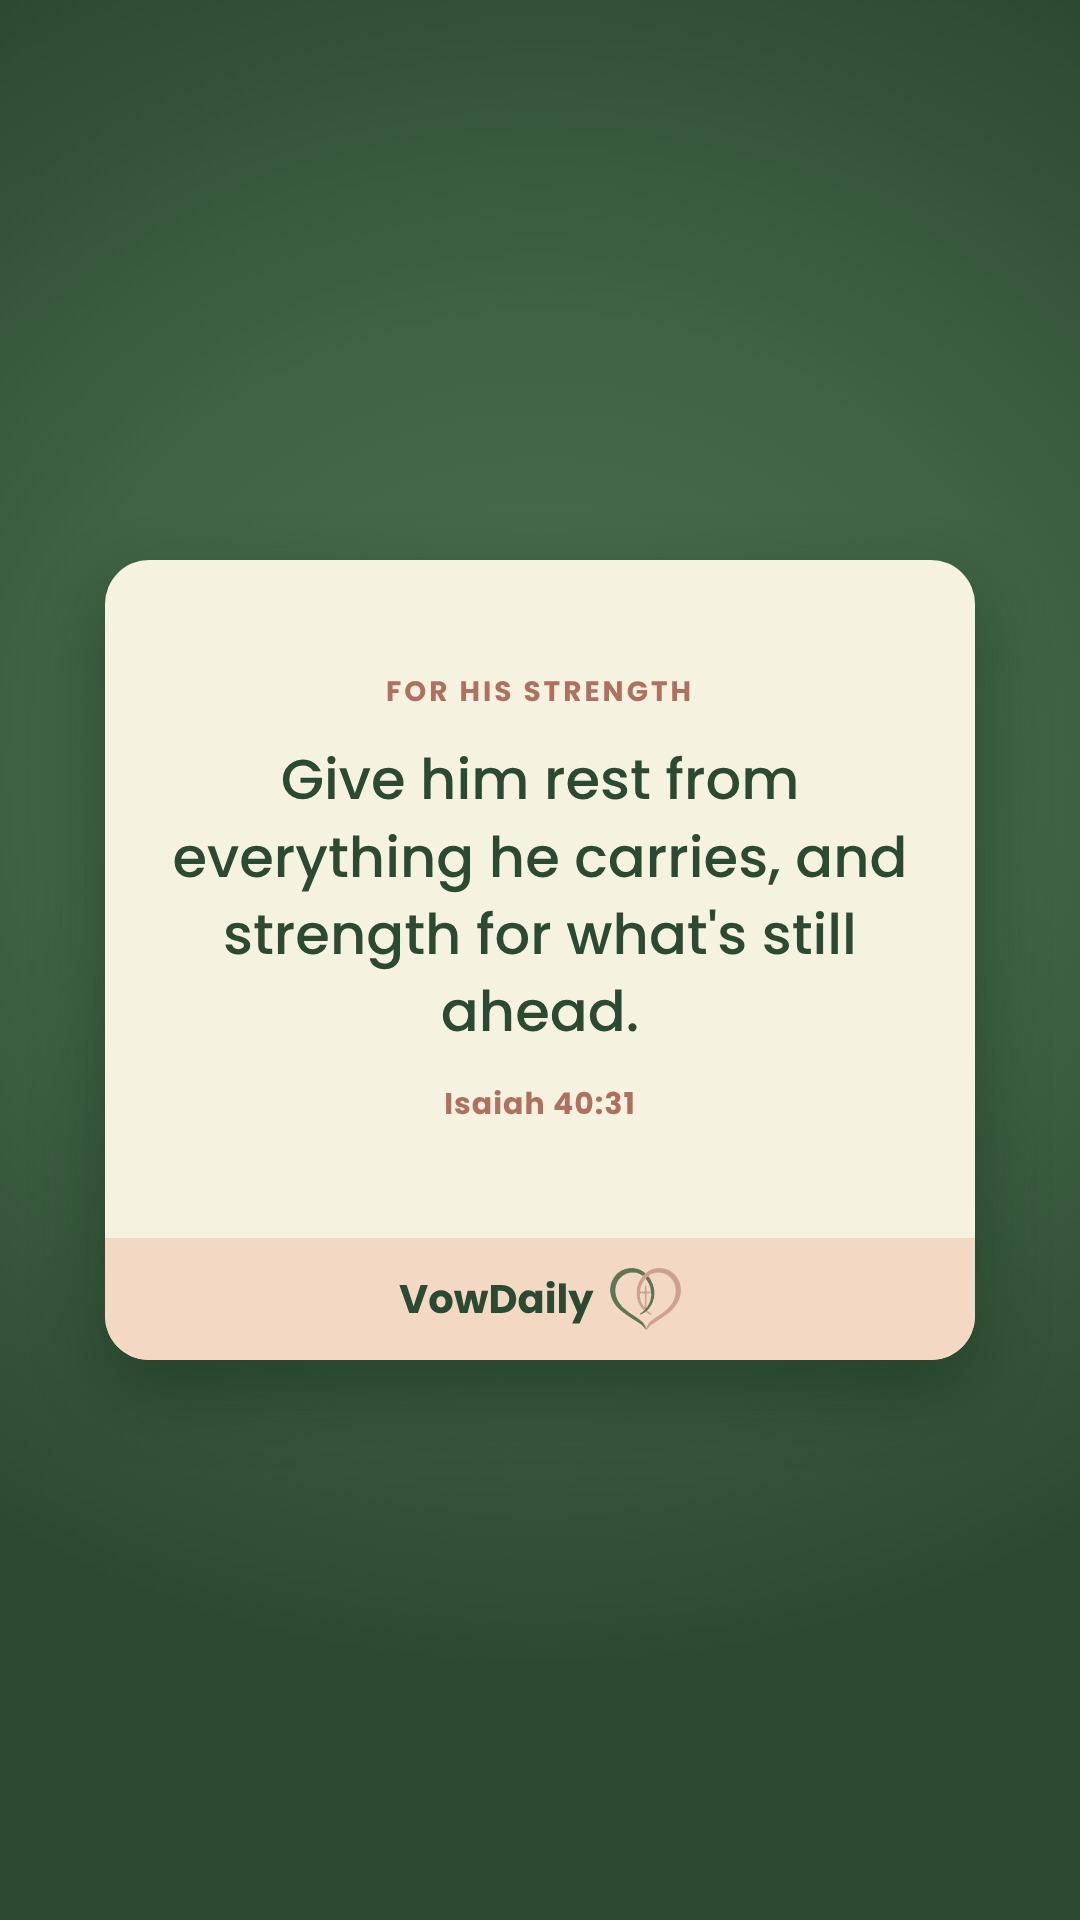 FOR HIS STRENGTH
Give him rest from
everything he carries, and
strength for what's still
ahead.
Isaiah 40:31
VowDaily